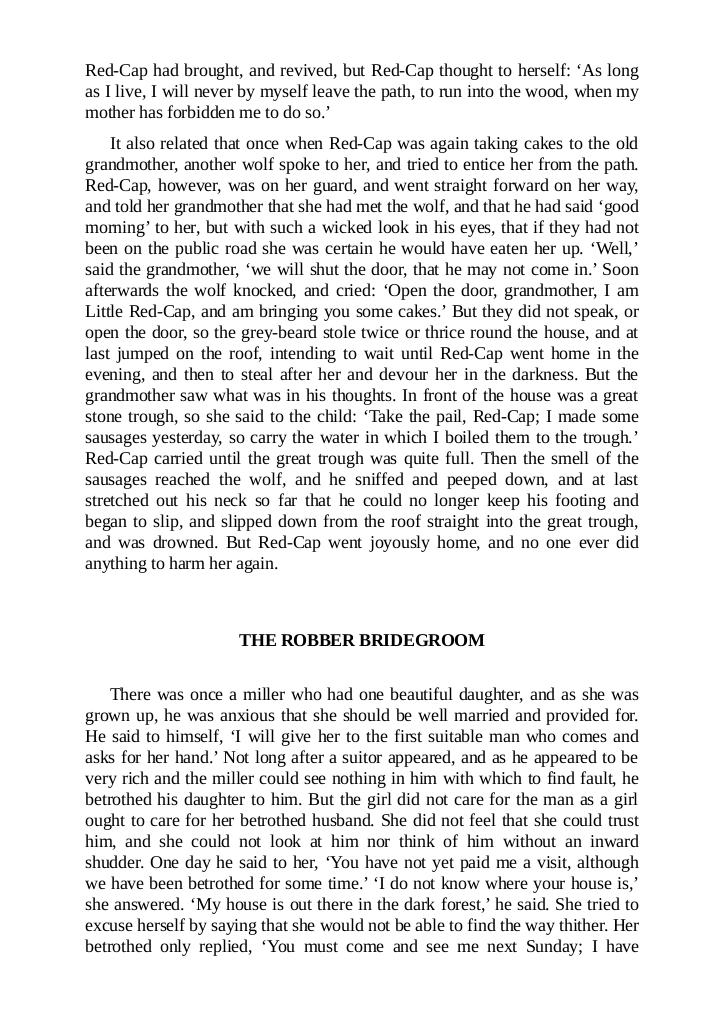 Red-Cap had brought, and revived, but Red-Cap thought to herself: ‘As long
as I live, I will never by myself leave the path, to run into the wood, when my
mother has forbidden me to do so.’
It also related that once when Red-Cap was again taking cakes to the old
grandmother, another wolf spoke to her, and tried to entice her from the path.
Red-Cap, however, was on her guard, and went straight forward on her way,
and told her grandmother that she had met the wolf, and that he had said ‘good
morning’ to her, but with such a wicked look in his eyes, that if they had not
been on the public road she was certain he would have eaten her up. ‘Well,’
said the grandmother, ‘we will shut the door, that he may not come in.’ Soon
afterwards the wolf knocked, and cried: ‘Open the door, grandmother, I am
Little Red-Cap, and am bringing you some cakes.’ But they did not speak, or
open the door, so the grey-beard stole twice or thrice round the house, and at
last jumped on the roof, intending to wait until Red-Cap went home in the
evening, and then to steal after her and devour her in the darkness. But the
grandmother saw what was in his thoughts. In front of the house was a great
stone trough, so she said to the child: ‘Take the pail, Red-Cap; I made some
sausages yesterday, so carry the water in which I boiled them to the trough.’
Red-Cap carried until the great trough was quite full. Then the smell of the
sausages reached the wolf, and he sniffed and peeped down, and at last
stretched out his neck so far that he could no longer keep his footing and
began to slip, and slipped down from the roof straight into the great trough,
and was drowned. But Red-Cap went joyously home, and no one ever did
anything to harm her again.
THE ROBBER BRIDEGROOM
There was once a miller who had one beautiful daughter, and as she was
grown up, he was anxious that she should be well married and provided for.
He said to himself, ‘I will give her to the first suitable man who comes and
asks for her hand.’ Not long after a suitor appeared, and as he appeared to be
very rich and the miller could see nothing in him with which to find fault, he
betrothed his daughter to him. But the girl did not care for the man as a girl
ought to care for her betrothed husband. She did not feel that she could trust
him, and she could not look at him nor think of him without an inward
shudder. One day he said to her, ‘You have not yet paid me a visit, although
we have been betrothed for some time.’ ‘I do not know where your house is,’
she answered. ‘My house is out there in the dark forest,’ he said. She tried to
excuse herself by saying that she would not be able to find the way thither. Her
betrothed only replied, ‘You must come and see me next Sunday; I have